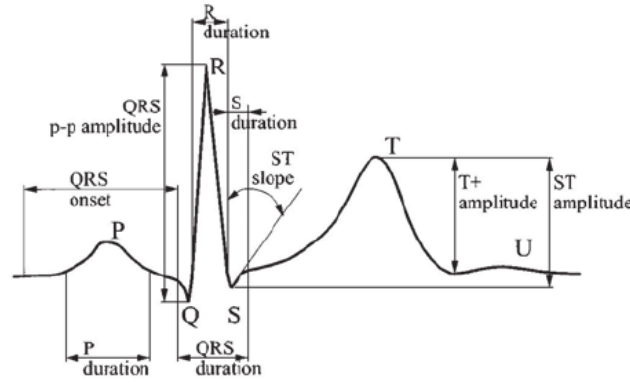 R
duration
R
QRS
p-p amplitude
S
duration
ST
slope
T
QRS
onset
T+
amplitude
ST
amplitude
P
U
Q
S
P
duration
QRS
duration